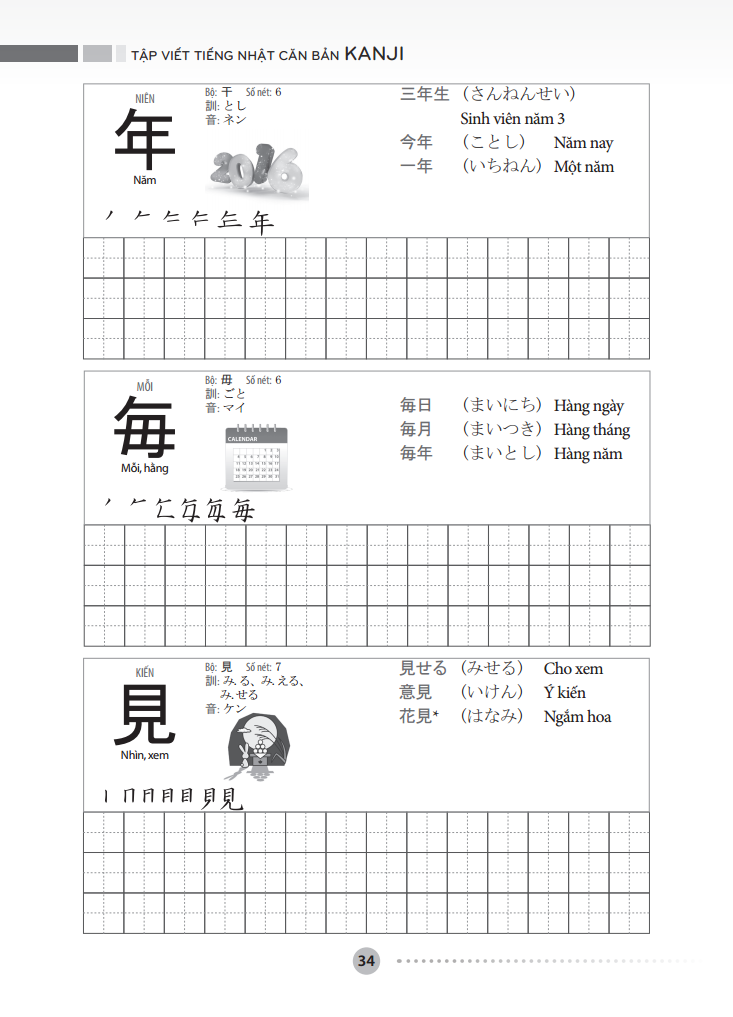 TẬP VIẾT TIẾNG NHẬT CĂN BẢN KANJI
NIÊN
年
Năm
Bộ: 干 Số nét: 6
訓: とし
音: ネン
2016
三年生 (さんねんせい)
Sinh viên năm 3
今年 (ことし) Năm nay
一年 (いちねん) Một năm
年
MỖI
毎
Mỗi, hằng
Bộ: 毋 Số nét: 6
訓: ごと
音: マイ
CALENDAR
毎日 (まいにち) Hàng ngày
毎月 (まいつき) Hàng tháng
毎年 (まいとし) Hàng năm
毎
KIẾN
見
Nhìn, xem
Bộ: 見 Số nét: 7
訓: み.る、み.える、
み.せる
音: ケン
見せる (みせる) Cho xem
意見 (いけん) Ý kiến
花見* (はなみ) Ngắm hoa
見
34